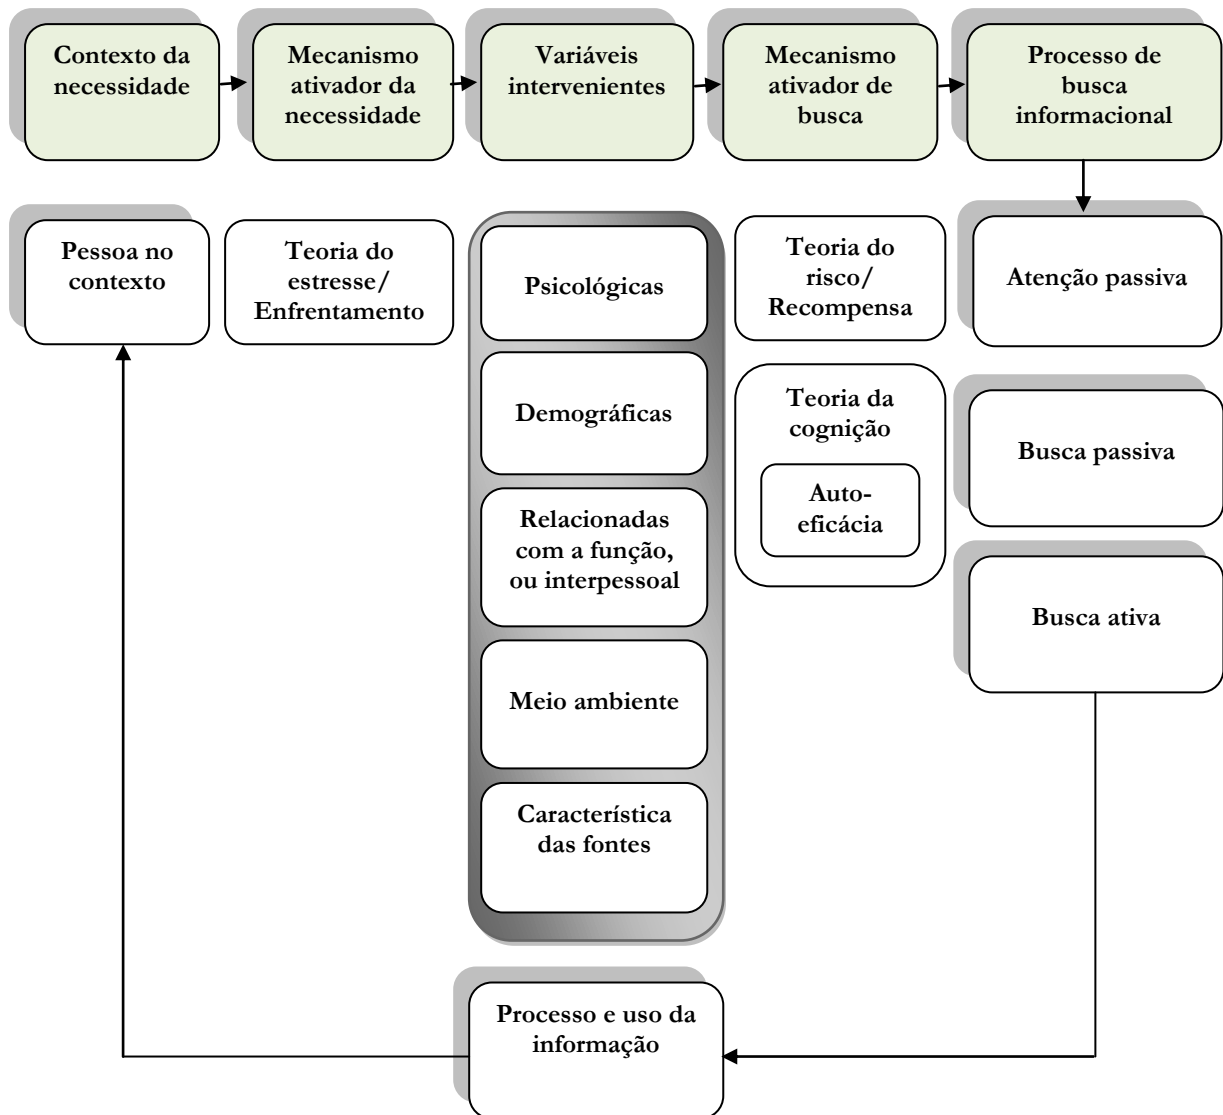 Contexto da
necessidade
Mecanismo
ativador da
necessidade
Variáveis
intervenientes
Mecanismo
ativador de
busca
Processo de
busca
informacional
Pessoa no
contexto
Teoria do
estresse/
Enfrentamento
Psicológicas
Demográficas
Relacionadas
com a função,
ou interpessoal
Meio ambiente
Característica
das fontes
Teoria do
risco/
Recompensa
Teoria da
cognição
Auto-
eficácia
Atenção passiva
Busca passiva
Busca ativa
Processo e uso da
informação